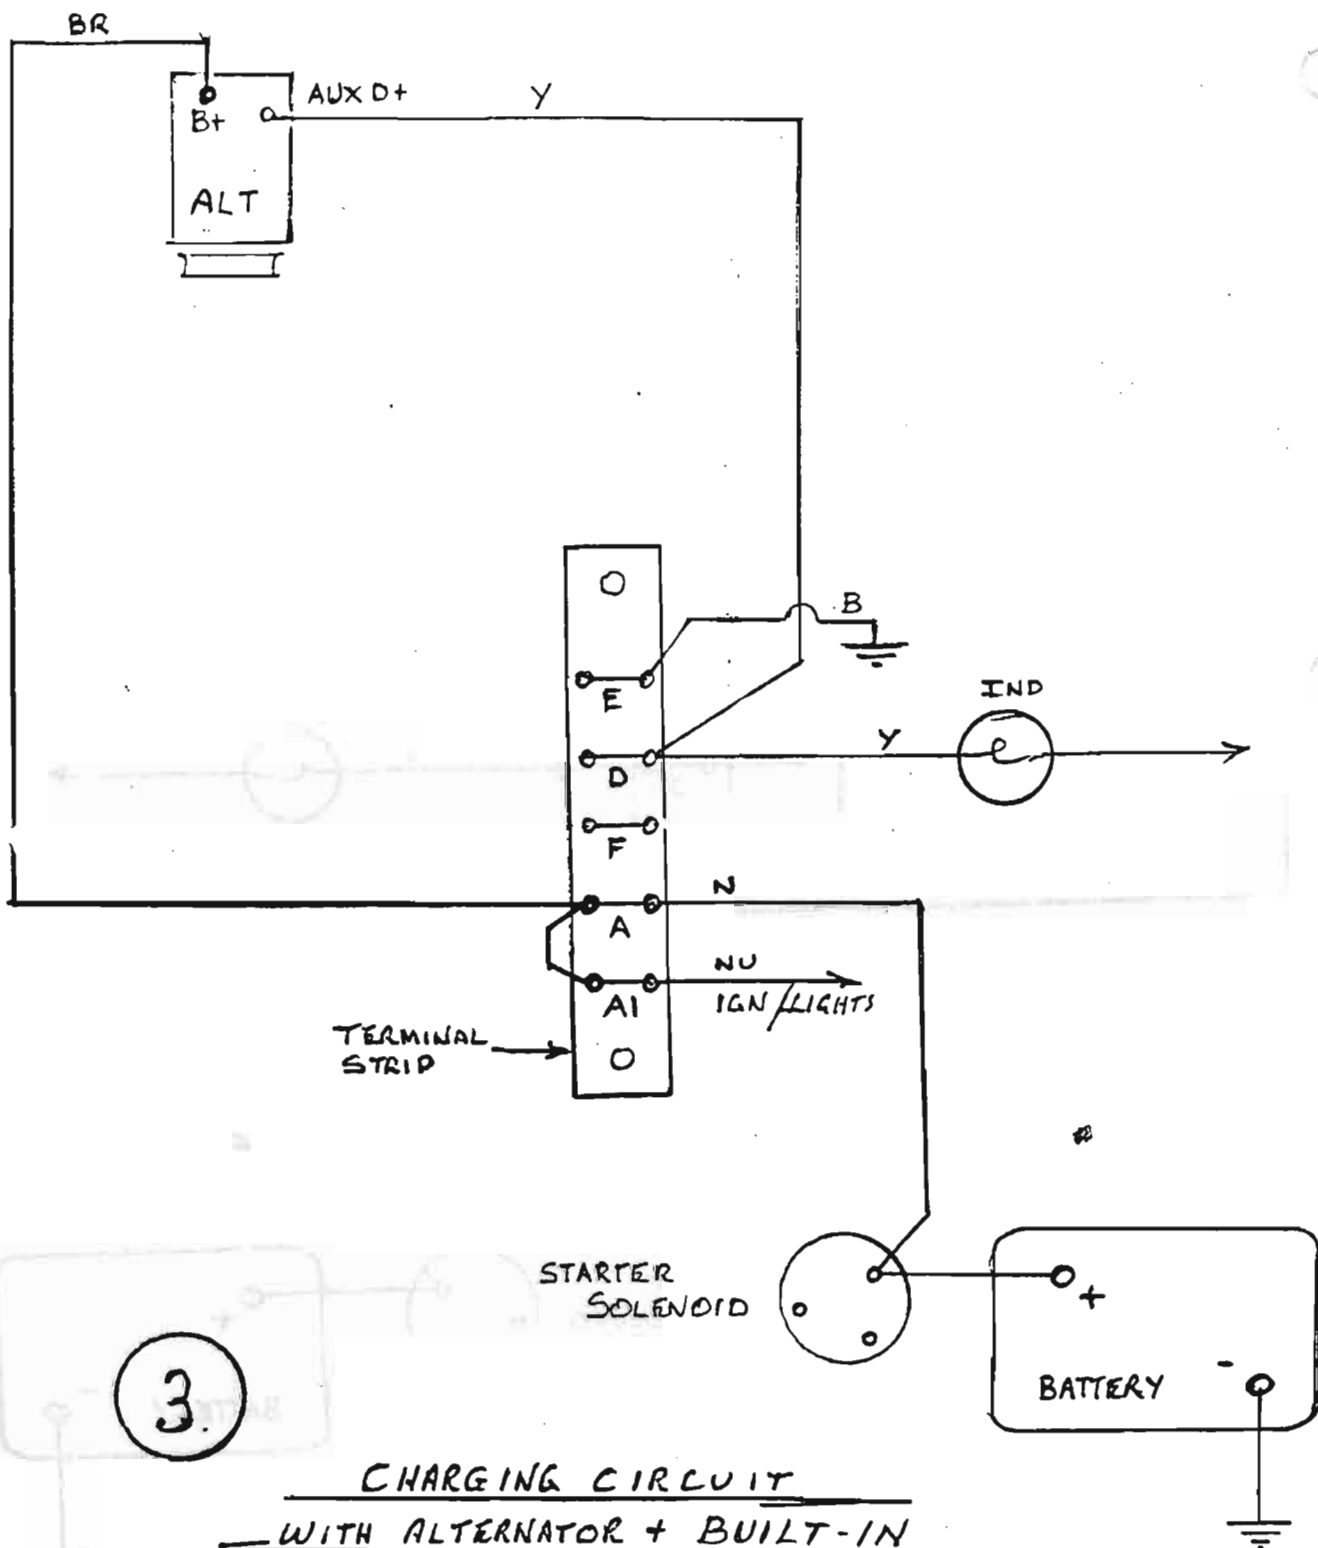 BR
AUX D+
Y
B+
ALT
B
E
IND
Y
D
F
N
A
NU
A1
IGN/LIGHTS
TERMINAL
STRIP
STARTER
SOLENOID
+
-
BATTERY
3.
CHARGING CIRCUIT
WITH ALTERNATOR + BUILT-IN